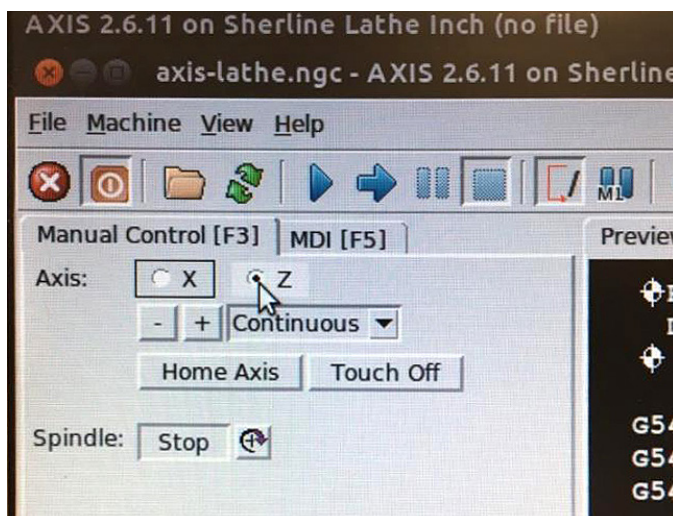 AXIS 2.6.11 on Sherline Lathe Inch (no file)
axis-lathe.ngc - AXIS 2.6.11 on Sherline
File Machine View Help
M1
Manual Control [F3] MDI [F5]
Axis: X Z
- + Continuous
Home Axis Touch Off
Spindle: Stop
G54
G54
G54